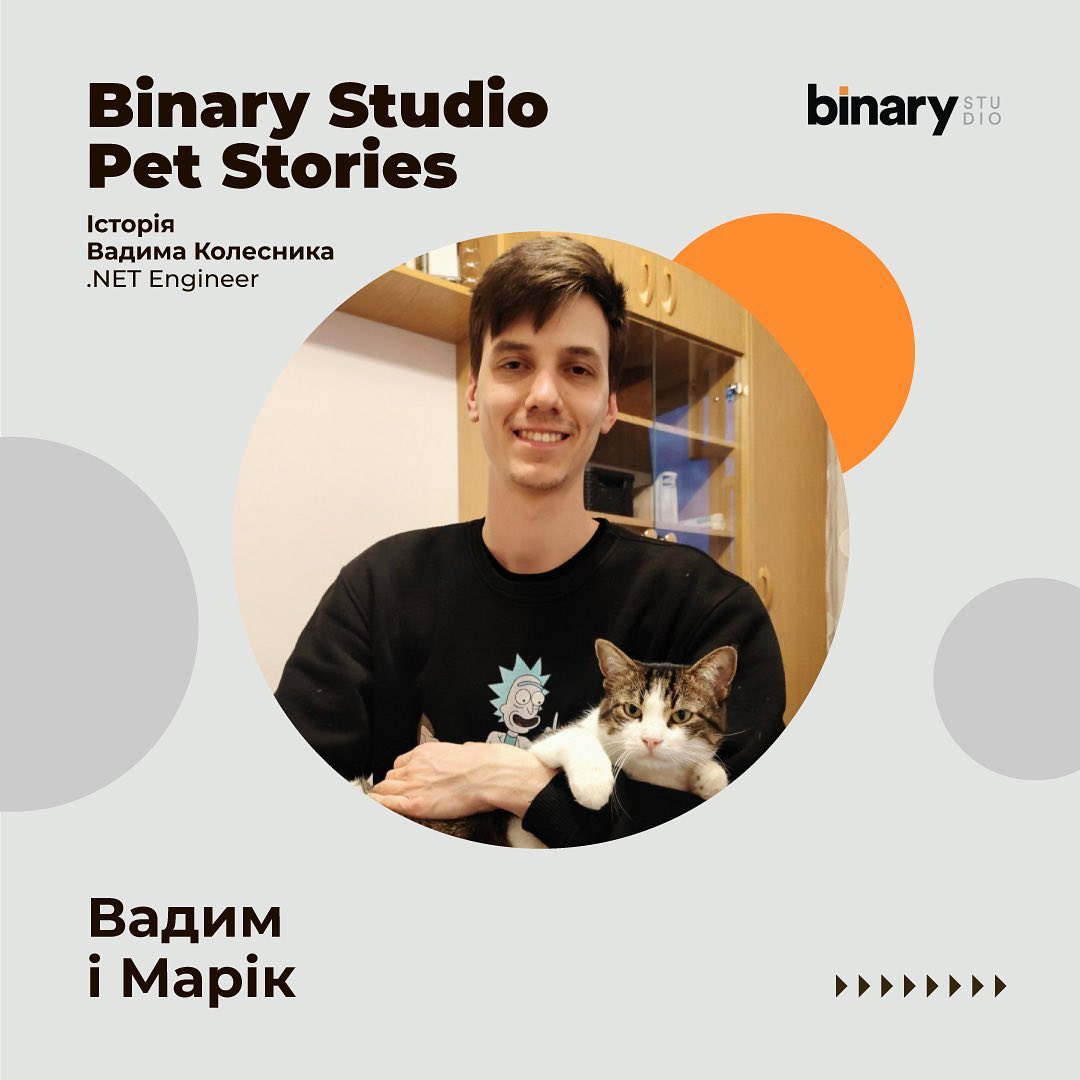 Binary Studio
Pet Stories
binary STU
DIO
Історія
Вадима Колесника
.NET Engineer
Вадим
і Марік